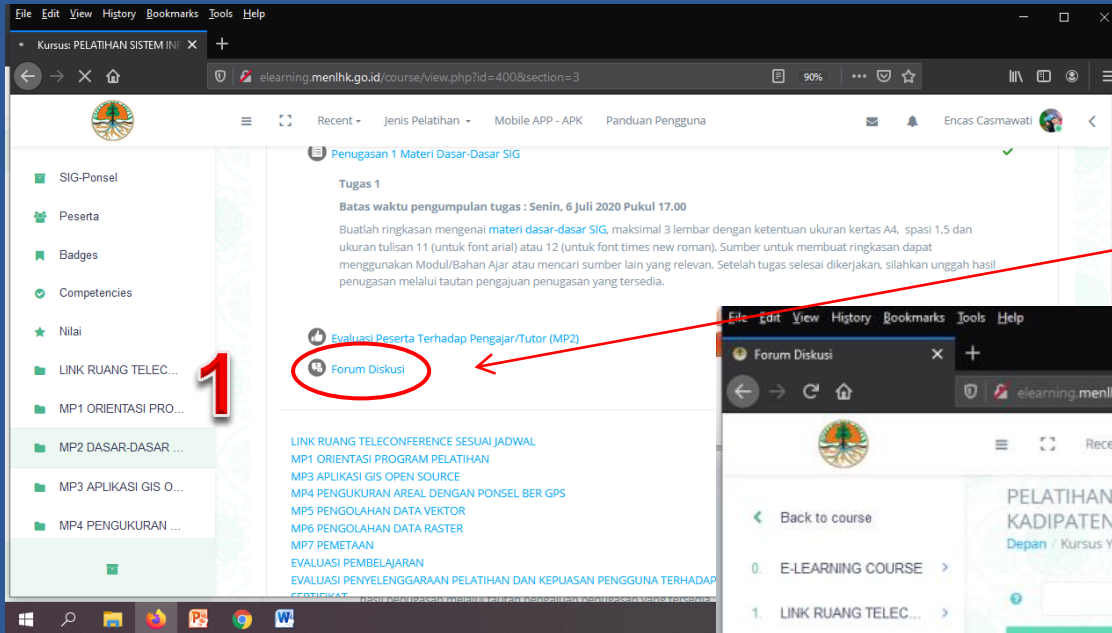 File Edit View History Bookmarks Tools Help
Kursus: PELATIHAN SISTEM INF
elearning.menlhk.go.id/course/view.php?id=400&section=3
90%
Recent
Jenis Pelatihan
Mobile APP - APK
Panduan Pengguna
Encas Casmawati
SIG-Ponsel
Peserta
Badges
Competencies
Nilai
LINK RUANG TELEC...
MP1 ORIENTASI PRO...
MP2 DASAR-DASAR ...
MP3 APLIKASI GIS O...
MP4 PENGUKURAN ...
1
Penugasan 1 Materi Dasar-Dasar SIG
Tugas 1
Batas waktu pengumpulan tugas : Senin, 6 Juli 2020 Pukul 17.00
Buatlah ringkasan mengenai materi dasar-dasar SIG, maksimal 3 lembar dengan ketentuan ukuran kertas A4, spasi 1,5 dan
ukuran tulisan 11 (untuk font arial) atau 12 (untuk font times new roman). Sumber untuk membuat ringkasan dapat
menggunakan Modul/Bahan Ajar atau mencari sumber lain yang relevan. Setelah tugas selesai dikerjakan, silahkan unggah hasil
penugasan melalui tautan pengajuan penugasan yang tersedia.
Evaluasi Peserta Terhadap Pengajar/Tutor (MP2)
Forum Diskusi
LINK RUANG TELECONFERENCE SESUAI JADWAL
MP1 ORIENTASI PROGRAM PELATIHAN
MP3 APLIKASI GIS OPEN SOURCE
MP4 PENGUKURAN AREAL DENGAN PONSEL BER GPS
MP5 PENGOLAHAN DATA VEKTOR
MP6 PENGOLAHAN DATA RASTER
MP7 PEMETAAN
EVALUASI PEMBELAJARAN
EVALUASI PENYELENGGARAAN PELATIHAN DAN KEPUASAN PENGGUNA TERHADAP
SERTIFIKAT
hasil penugasan melalui tautan pengajuan penugasan yang tersedia
File Edit View History Bookmarks Tools Help
Forum Diskusi
elearning.menl
Rece
Back to course
0. E-LEARNING COURSE
1. LINK RUANG TELEC...
PELATIHAN
KADIPATEN
Depan / Kursus Y